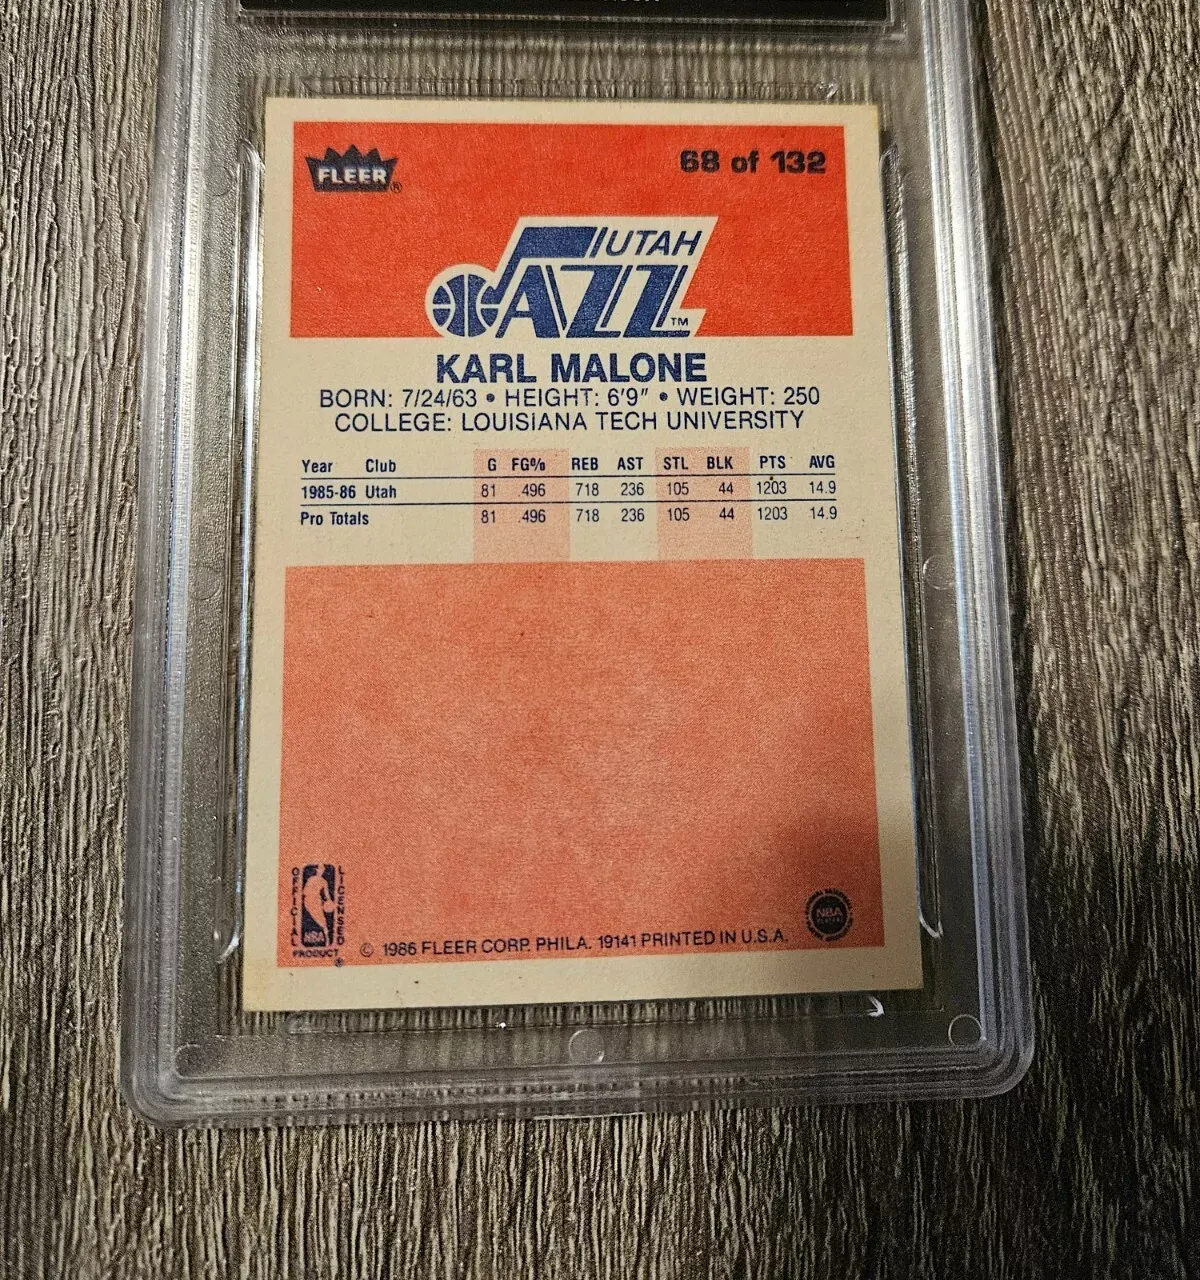 FLEER ®
68 of 132
UTAH
JAZZ ™
KARL MALONE
BORN: 7/24/63 • HEIGHT: 6'9" • WEIGHT: 250
COLLEGE: LOUISIANA TECH UNIVERSITY
Year Club G FG% REB AST STL BLK PTS AVG
1985-86 Utah 81 .496 718 236 105 44 1203 14.9
Pro Totals 81 .496 718 236 105 44 1203 14.9
OFFICIAL LICENSED
NBA
PRODUCT ®
© 1986 FLEER CORP. PHILA. 19141 PRINTED IN U.S.A.
NBA